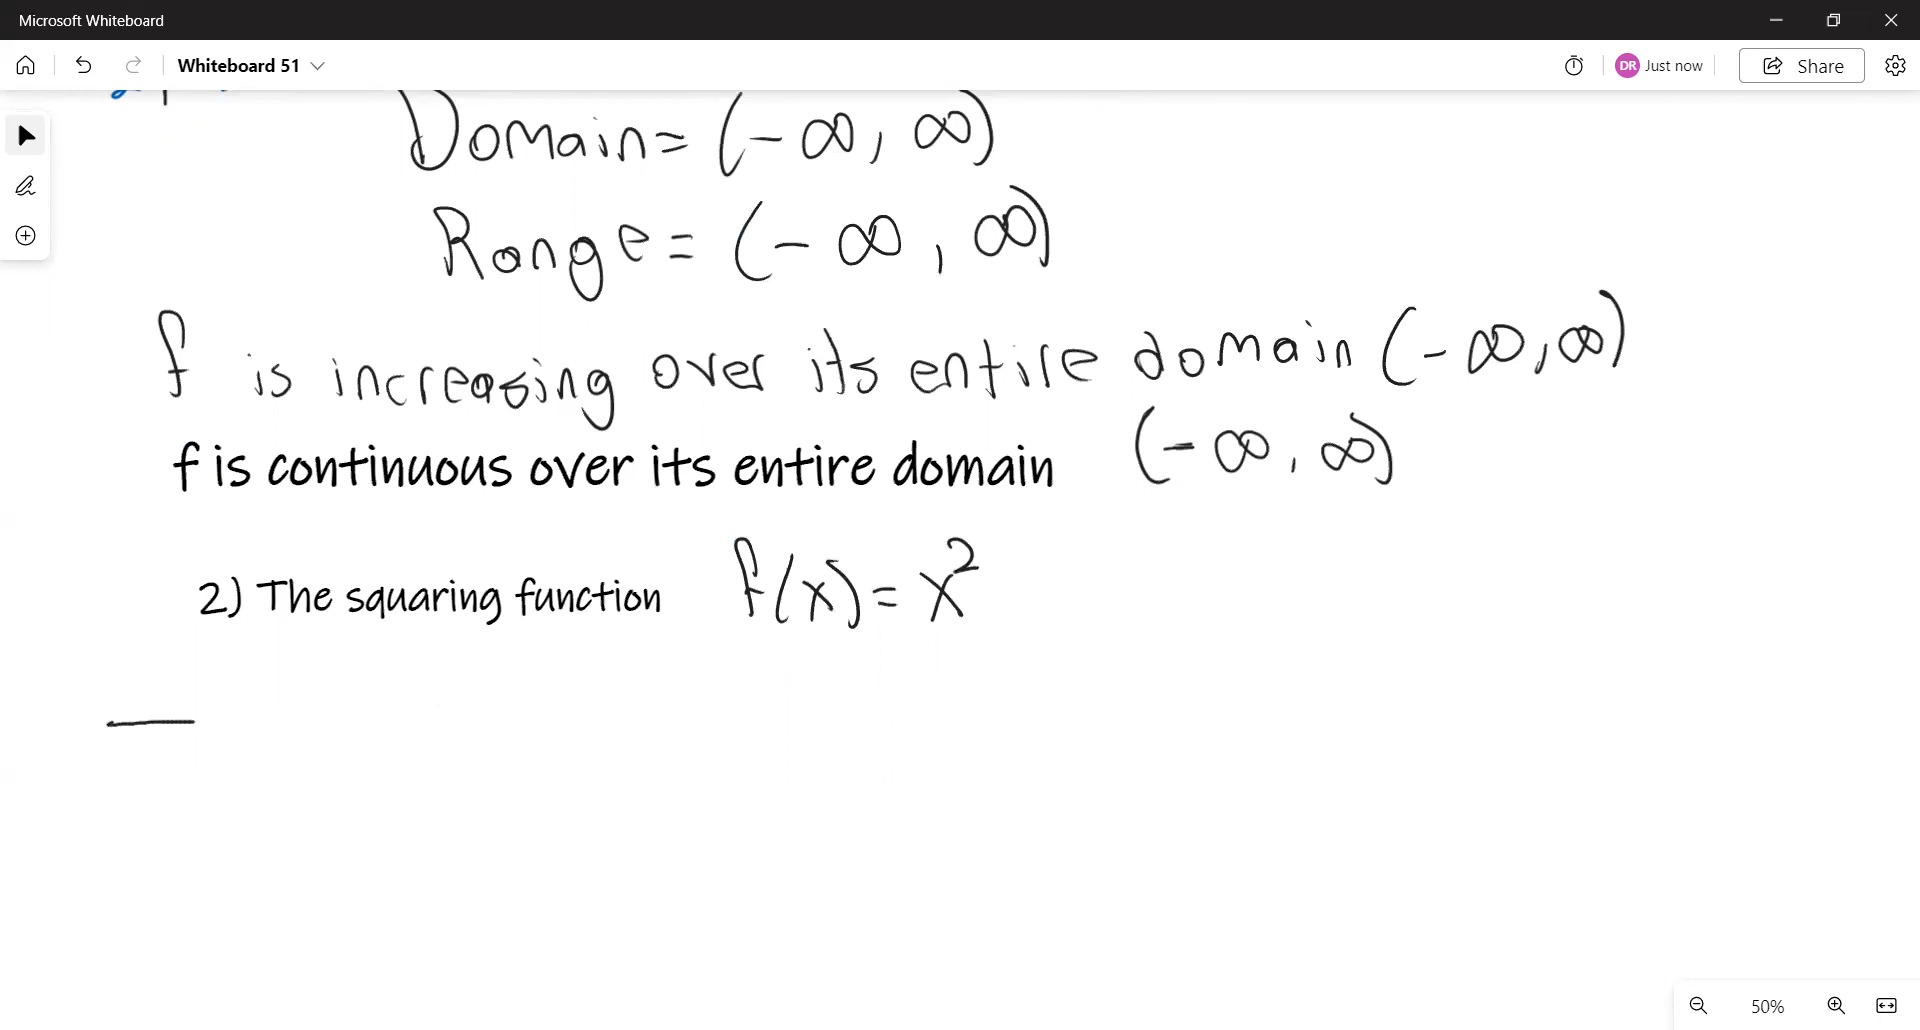 Microsoft Whiteboard
Whiteboard 51
DR Just now Share
Domain= (-∞, ∞)
Range= (-∞, ∞)
f is increasing over its entire domain (-∞,∞)
f is continuous over its entire domain (-∞, ∞)
2) The squaring function f(x)= x²
50%